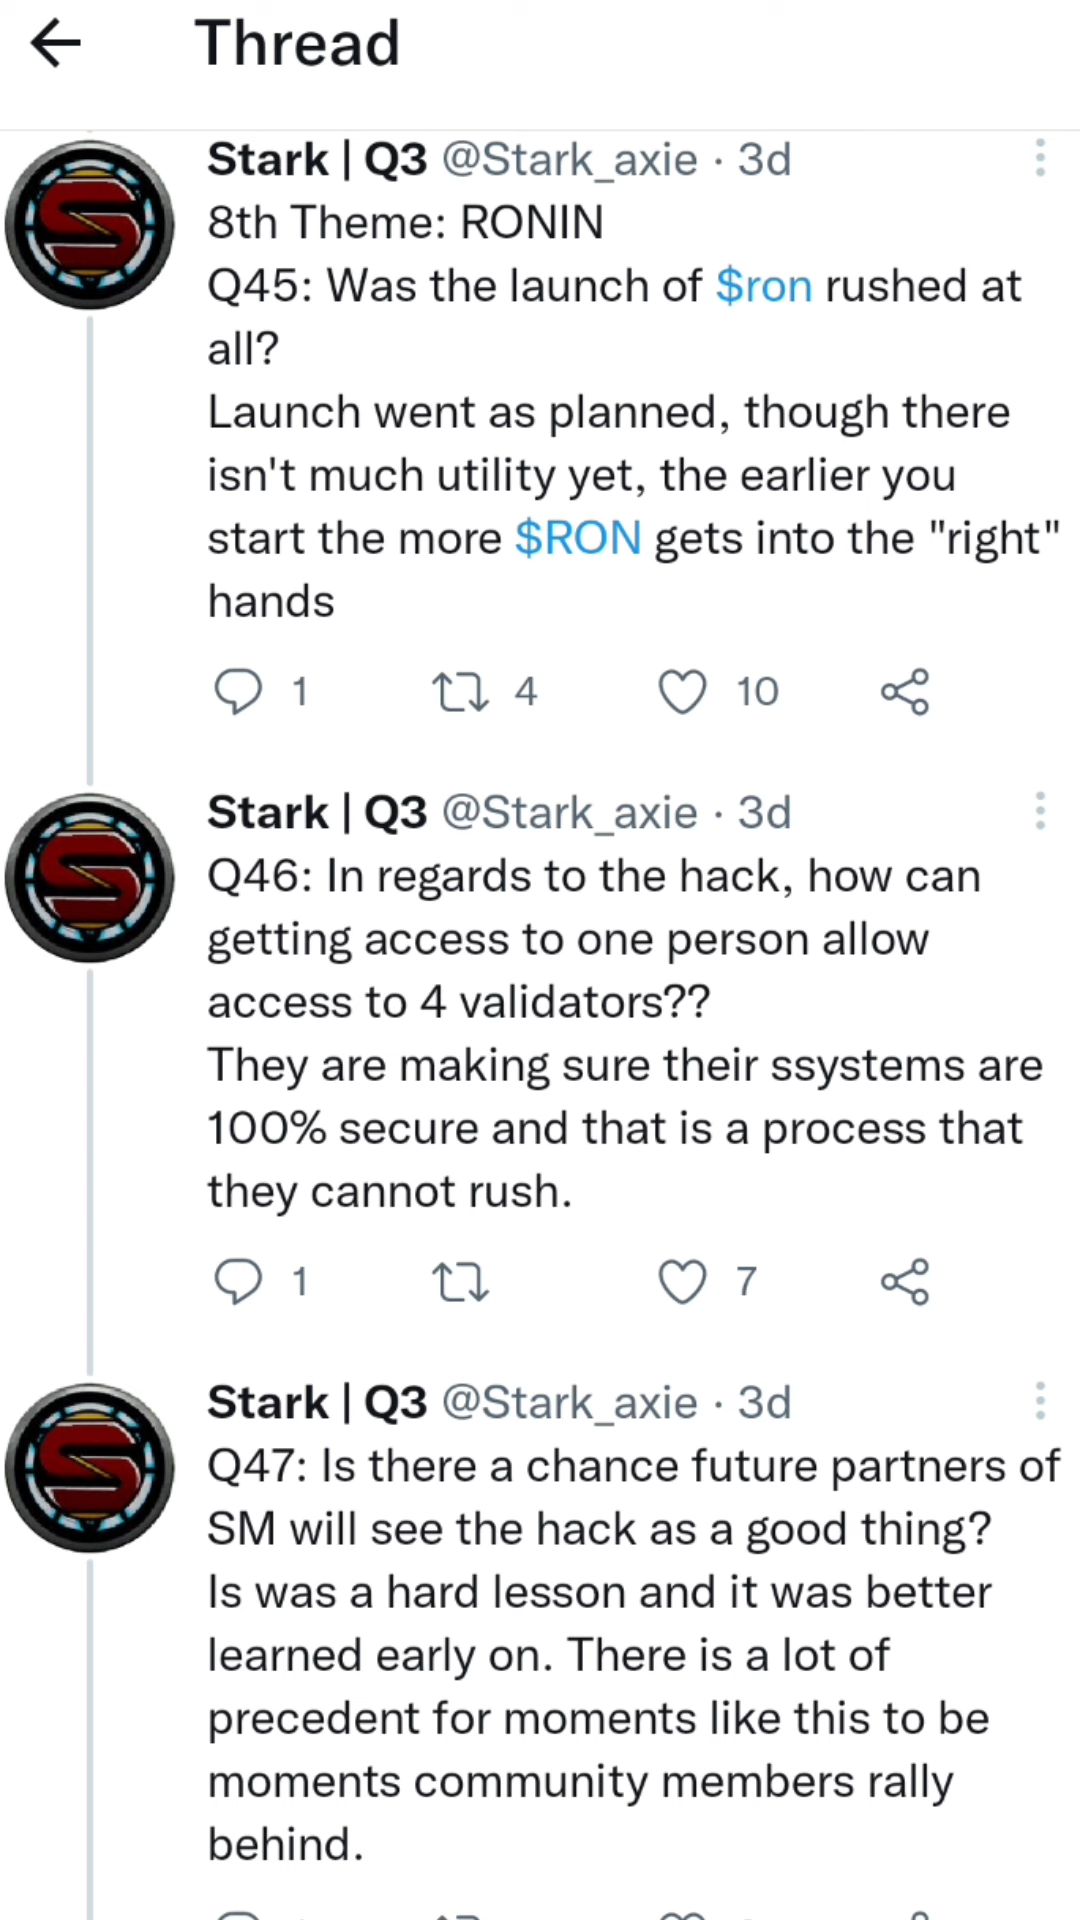 Thread
Stark | Q3 @Stark_axie · 3d
8th Theme: RONIN
Q45: Was the launch of $ron rushed at
all?
Launch went as planned, though there
isn't much utility yet, the earlier you
start the more $RON gets into the "right"
hands
1 4 10
Stark | Q3 @Stark_axie · 3d
Q46: In regards to the hack, how can
getting access to one person allow
access to 4 validators??
They are making sure their ssystems are
100% secure and that is a process that
they cannot rush.
1 7
Stark | Q3 @Stark_axie · 3d
Q47: Is there a chance future partners of
SM will see the hack as a good thing?
Is was a hard lesson and it was better
learned early on. There is a lot of
precedent for moments like this to be
moments community members rally
behind.